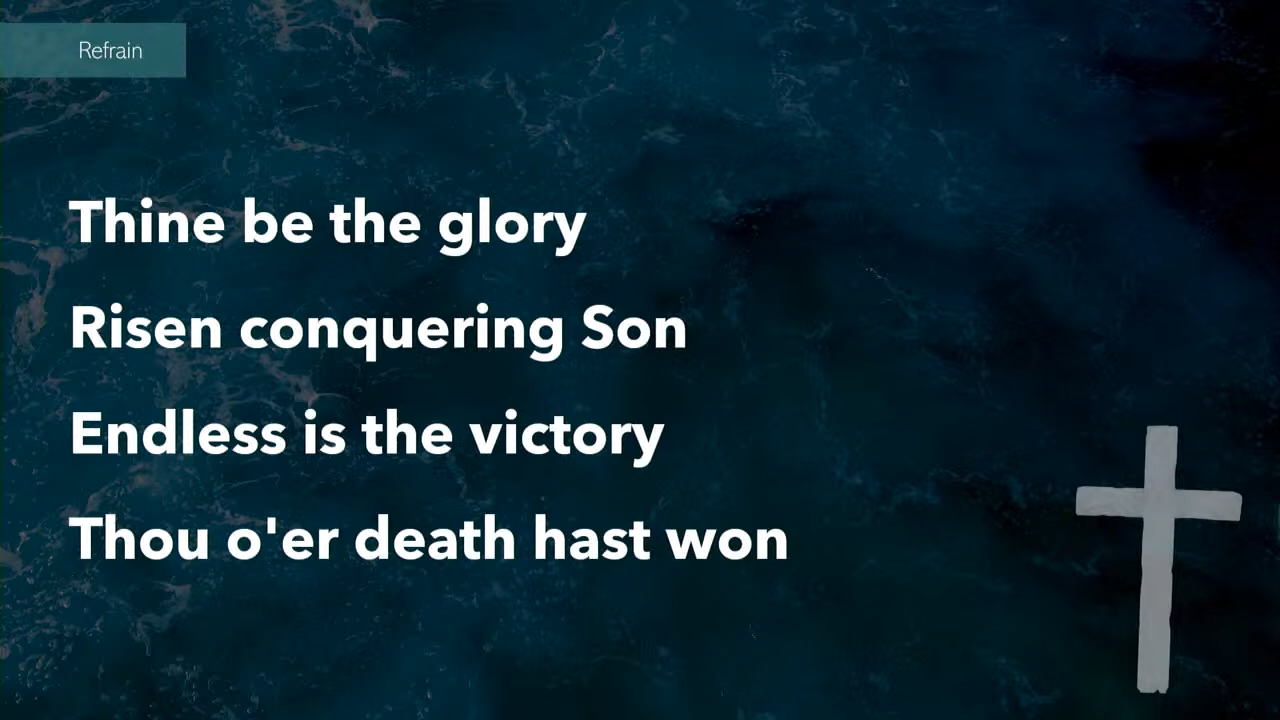 Refrain
Thine be the glory
Risen conquering Son
Endless is the victory
Thou o'er death hast won